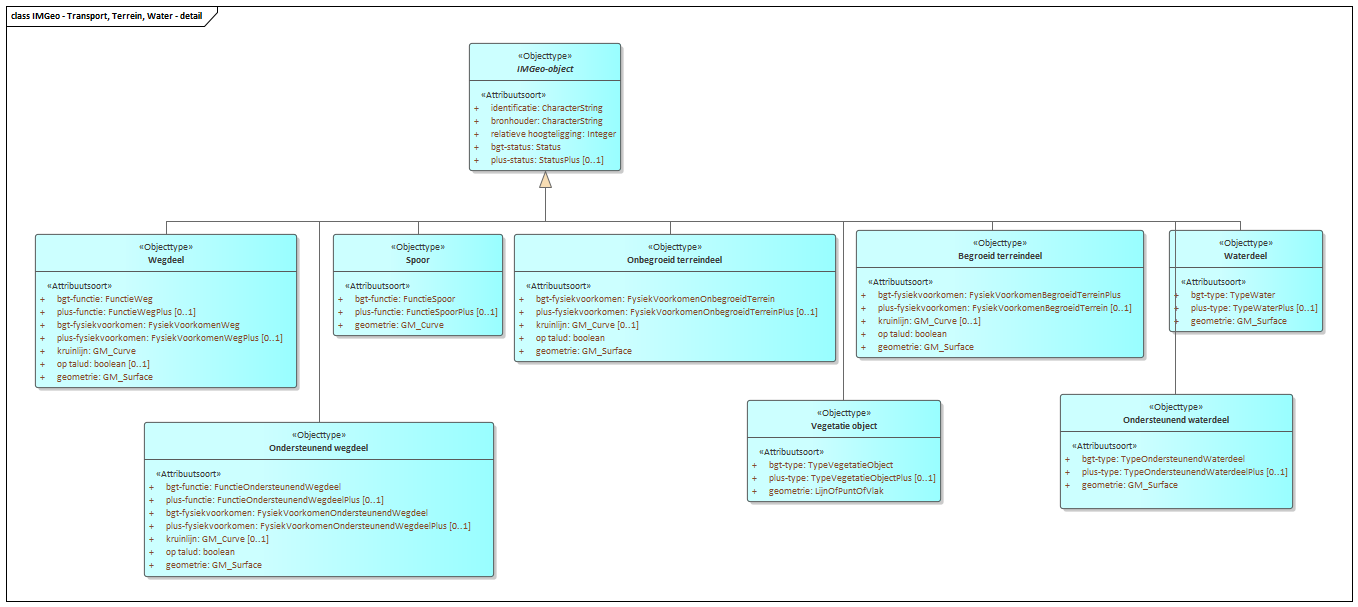 class IMGeo - Transport, Terrein, Water - detail
«Objecttype»
IMGeo-object
«Attribuutsoort»
+ identificatie: CharacterString
+ bronhouder: CharacterString
+ relatieve hoogteligging: Integer
+ bgt-status: Status
+ plus-status: StatusPlus [0..1]
«Objecttype»
Wegdeel
«Attribuutsoort»
+ bgt-functie: FunctieWeg
+ plus-functie: FunctieWegPlus [0..1]
+ bgt-fysiekvoorkomen: FysiekVoorkomenWeg
+ plus-fysiekvoorkomen: FysiekVoorkomenWegPlus [0..1]
+ kruinlijn: GM_Curve
+ op talud: boolean [0..1]
+ geometrie: GM_Surface
«Objecttype»
Spoor
«Attribuutsoort»
+ bgt-functie: FunctieSpoor
+ plus-functie: FunctieSpoorPlus [0..1]
+ geometrie: GM_Curve
«Objecttype»
Onbegroeid terreindeel
«Attribuutsoort»
+ bgt-fysiekvoorkomen: FysiekVoorkomenOnbegroeidTerrein
+ plus-fysiekvoorkomen: FysiekVoorkomenOnbegroeidTerreinPlus [0..1]
+ kruinlijn: GM_Curve [0..1]
+ op talud: boolean
+ geometrie: GM_Surface
«Objecttype»
Begroeid terreindeel
«Attribuutsoort»
+ bgt-fysiekvoorkomen: FysiekVoorkomenBegroeidTerreinPlus
+ plus-fysiekvoorkomen: FysiekVoorkomenBegroeidTerrein [0..1]
+ kruinlijn: GM_Curve [0..1]
+ op talud: boolean
+ geometrie: GM_Surface
«Objecttype»
Waterdeel
«Attribuutsoort»
+ bgt-type: TypeWater
+ plus-type: TypeWaterPlus [0..1]
+ geometrie: GM_Surface
«Objecttype»
Ondersteunend wegdeel
«Attribuutsoort»
+ bgt-functie: FunctieOndersteunendWegdeel
+ plus-functie: FunctieOndersteunendWegdeelPlus [0..1]
+ bgt-fysiekvoorkomen: FysiekVoorkomenOndersteunendWegdeel
+ plus-fysiekvoorkomen: FysiekVoorkomenOndersteunendWegdeelPlus [0..1]
+ kruinlijn: GM_Curve [0..1]
+ op talud: boolean
+ geometrie: GM_Surface
«Objecttype»
Vegetatie object
«Attribuutsoort»
+ bgt-type: TypeVegetatieObject
+ plus-type: TypeVegetatieObjectPlus [0..1]
+ geometrie: LijnOfPuntOfVlak
«Objecttype»
Ondersteunend waterdeel
«Attribuutsoort»
+ bgt-type: TypeOndersteunendWaterdeel
+ plus-type: TypeOndersteunendWaterdeelPlus [0..1]
+ geometrie: GM_Surface